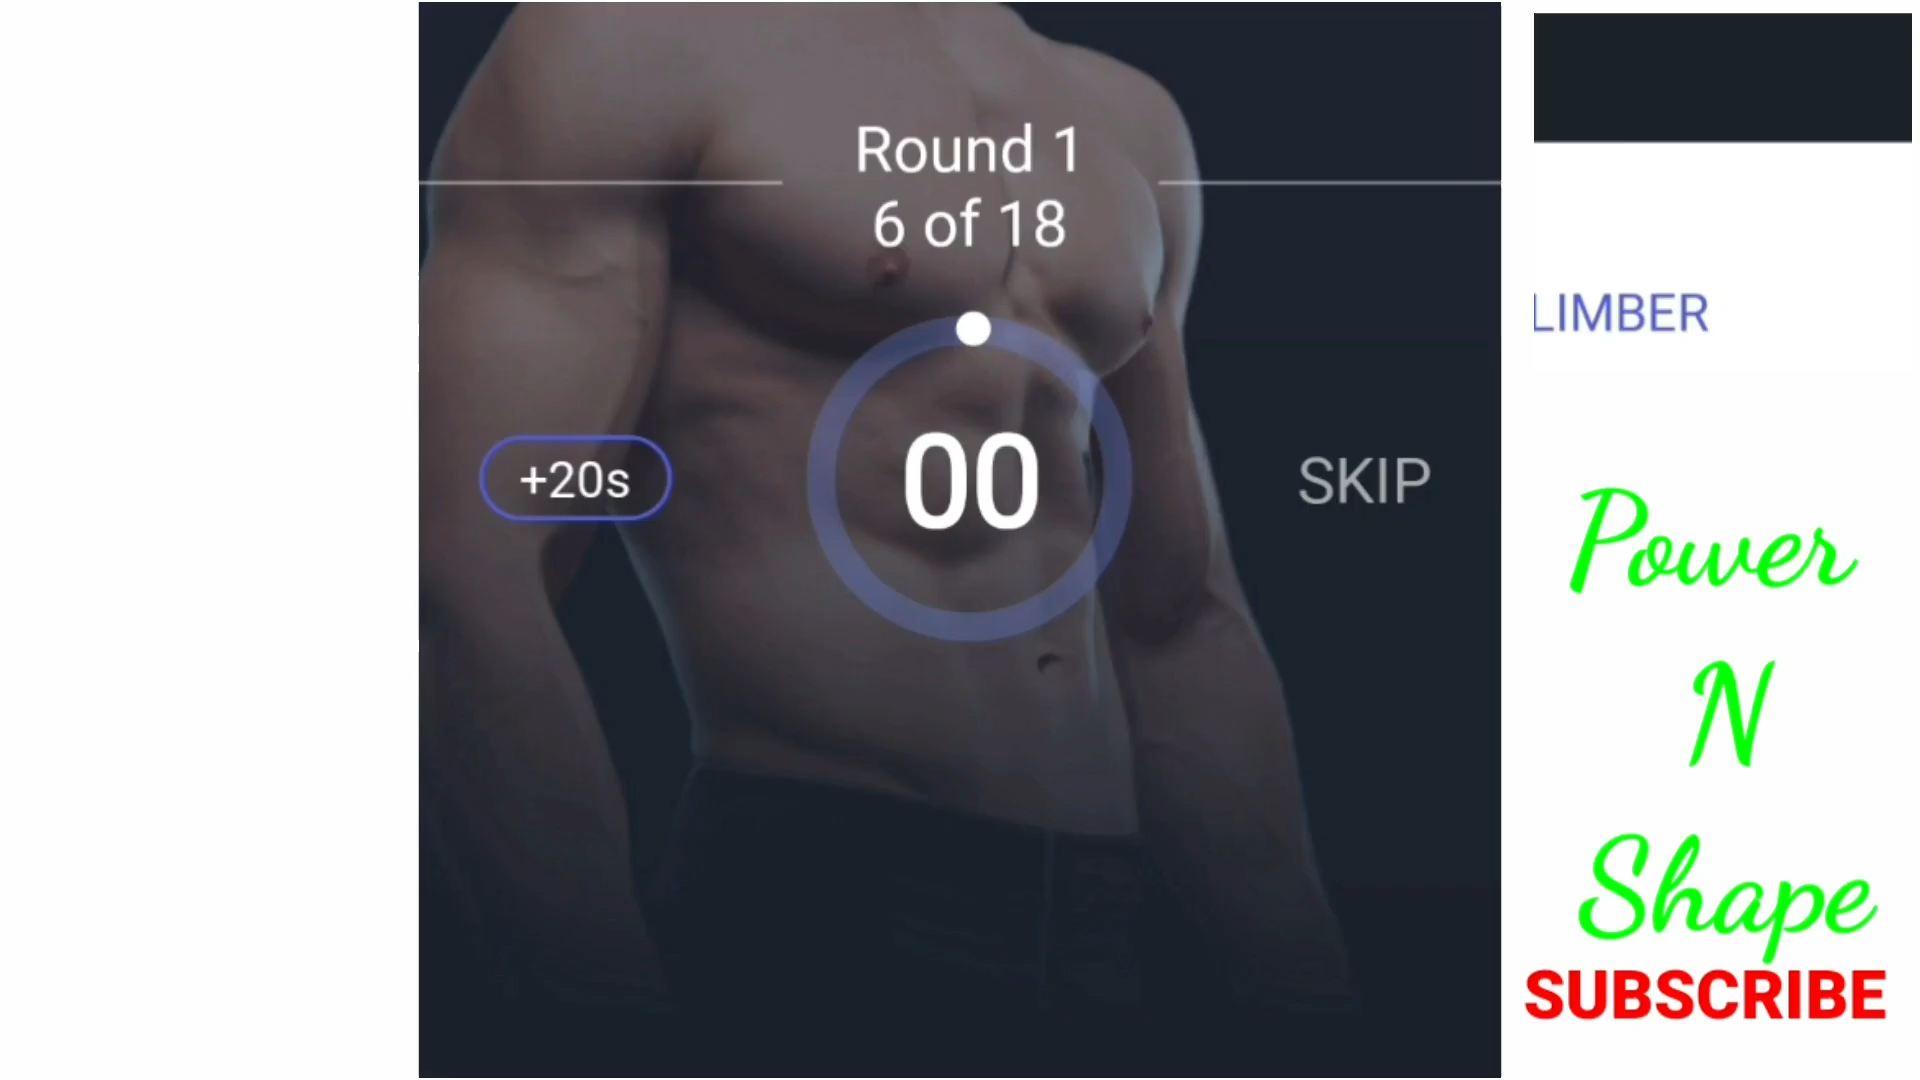 Round 1
6 of 18
+20s
00
SKIP
LIMBER
Power
N
Shape
SUBSCRIBE